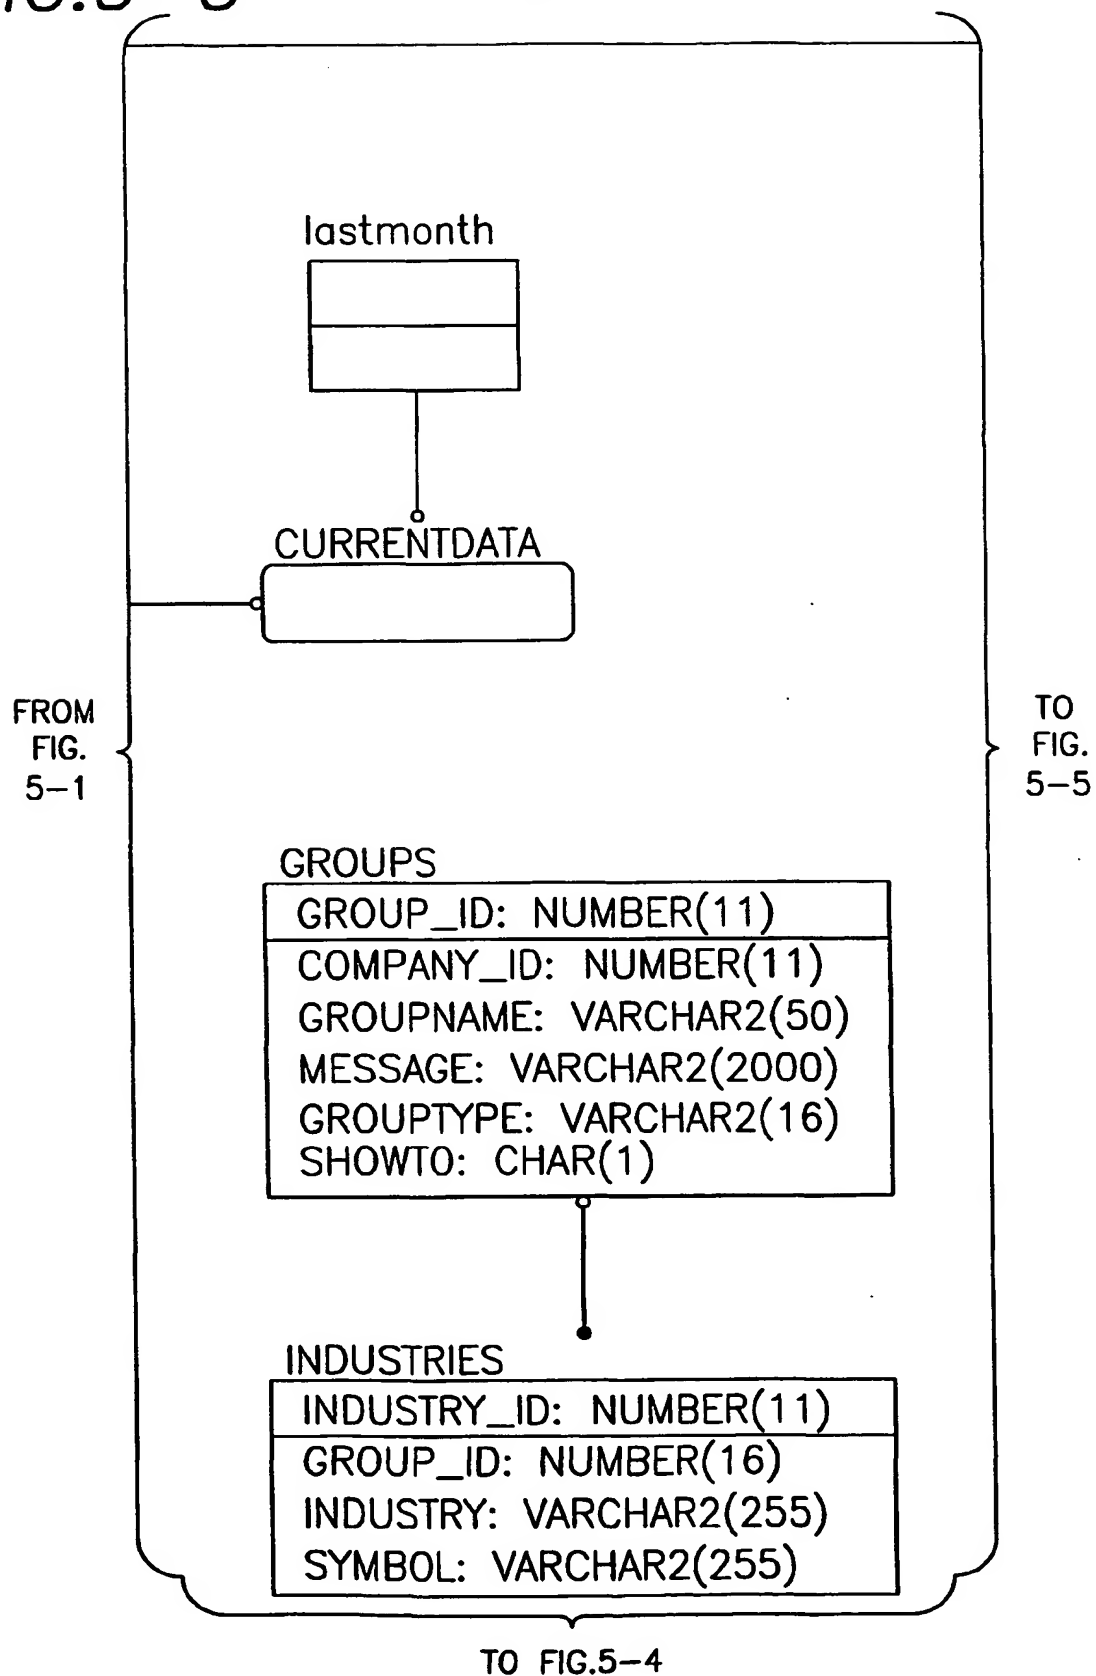 lastmonth
CURRENTDATA
FROM
FIG.
5-1
TO
FIG.
5-5
GROUPS
GROUP_ID: NUMBER(11)
COMPANY_ID: NUMBER(11)
GROUPNAME: VARCHAR2(50)
MESSAGE: VARCHAR2(2000)
GROUPTYPE: VARCHAR2(16)
SHOWTO: CHAR(1)
INDUSTRIES
INDUSTRY_ID: NUMBER(11)
GROUP_ID: NUMBER(16)
INDUSTRY: VARCHAR2(255)
SYMBOL: VARCHAR2(255)
TO FIG.5-4